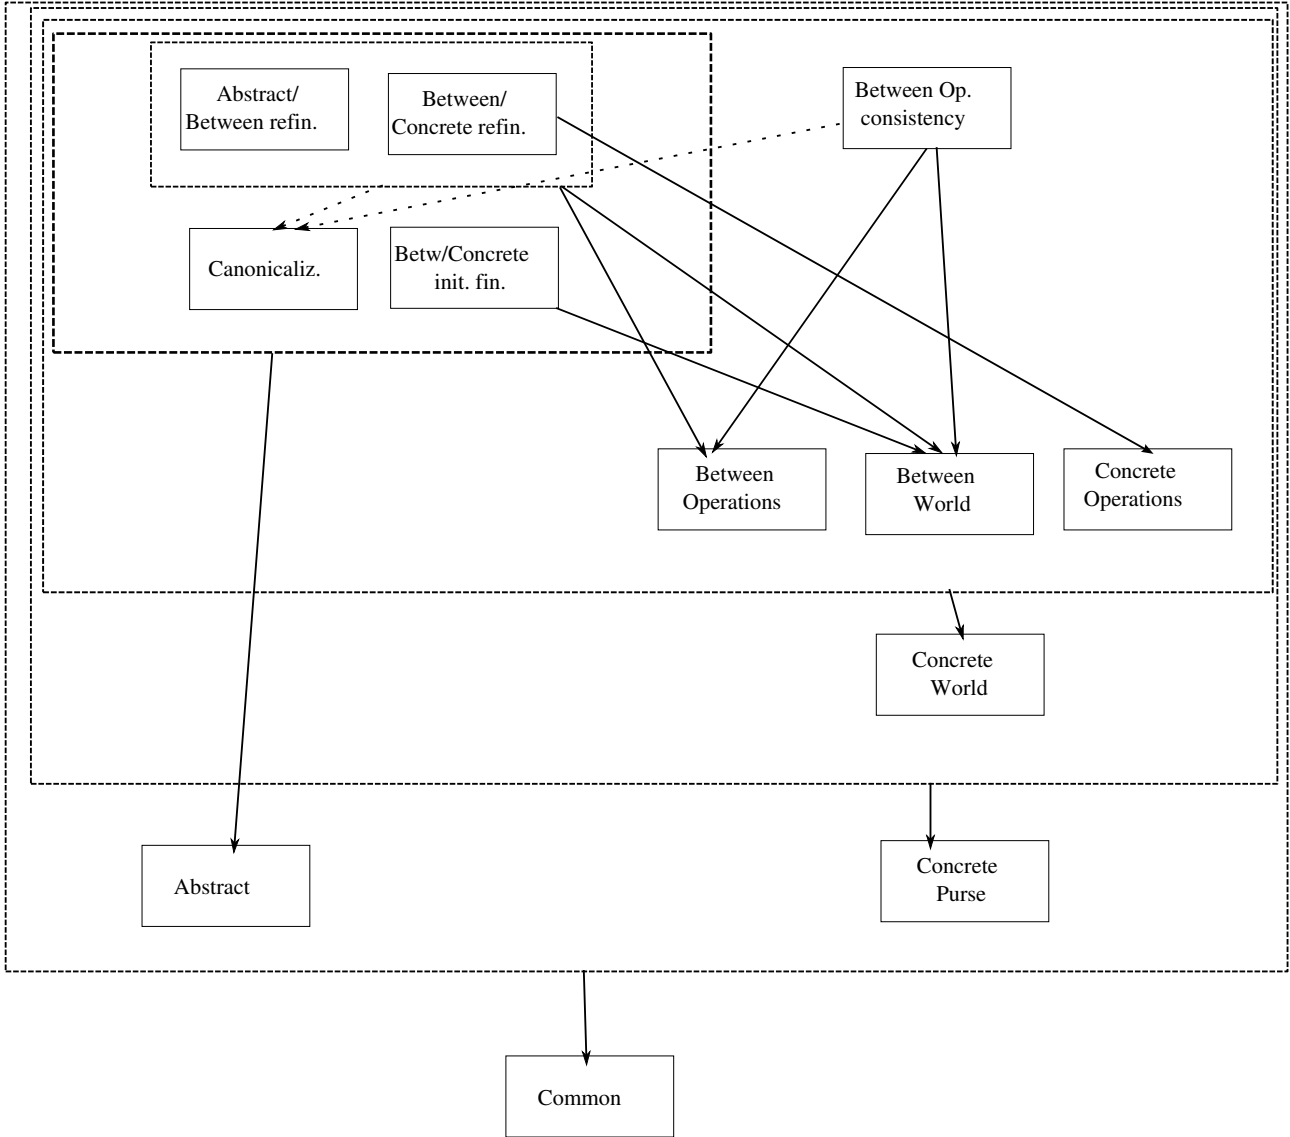 Abstract/
Between refin.
Between/
Concrete refin.
Between Op.
consistency
Canonicaliz.
Betw/Concrete
init. fin.
Between
Operations
Between
World
Concrete
Operations
Concrete
World
Abstract
Concrete
Purse
Common